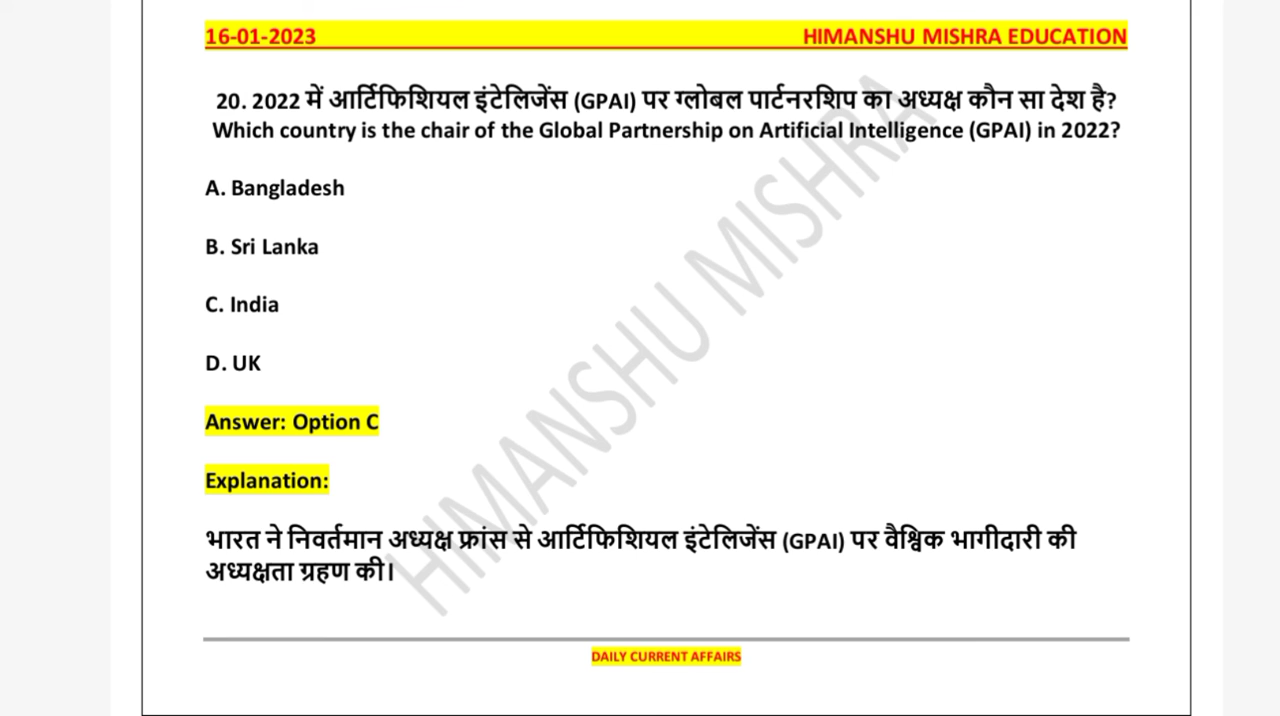 16-01-2023 HIMANSHU MISHRA EDUCATION
20. 2022 में आर्टिफिशियल इंटेलिजेंस (GPAI) पर ग्लोबल पार्टनरशिप का अध्यक्ष कौन सा देश है?
Which country is the chair of the Global Partnership on Artificial Intelligence (GPAI) in 2022?
A. Bangladesh
B. Sri Lanka
C. India
D. UK
Answer: Option C
Explanation:
भारत ने निवर्तमान अध्यक्ष फ्रांस से आर्टिफिशियल इंटेलिजेंस (GPAI) पर वैश्विक भागीदारी की
अध्यक्षता ग्रहण की।
HIMANSHU MISHRA
DAILY CURRENT AFFAIRS